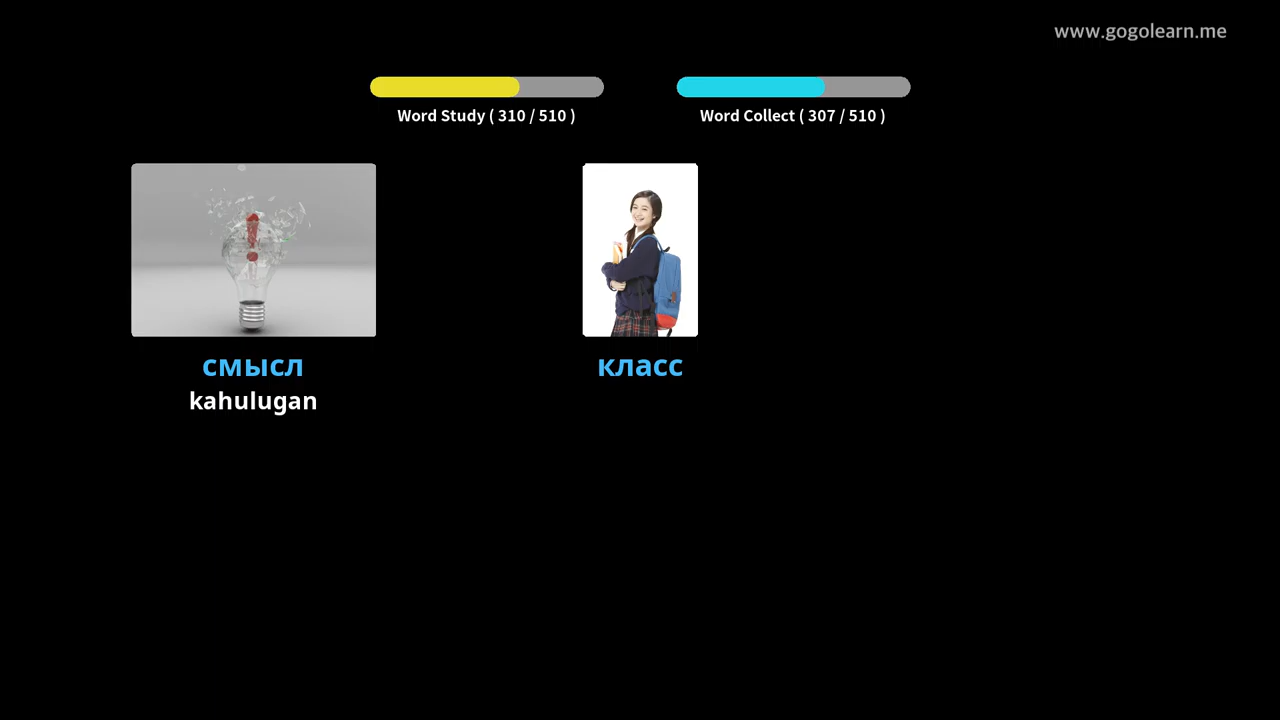 www.gogolearn.me
Word Study ( 310 / 510 )
Word Collect ( 307 / 510 )
смысл
kahulugan
класс